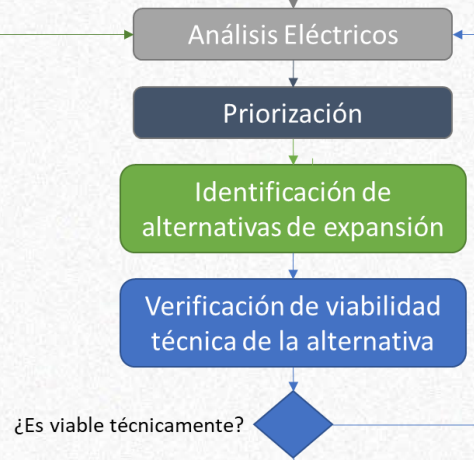 Análisis Eléctricos
Priorización
Identificación de
alternativas de expansión
Verificación de viabilidad
técnica de la alternativa
¿Es viable técnicamente?